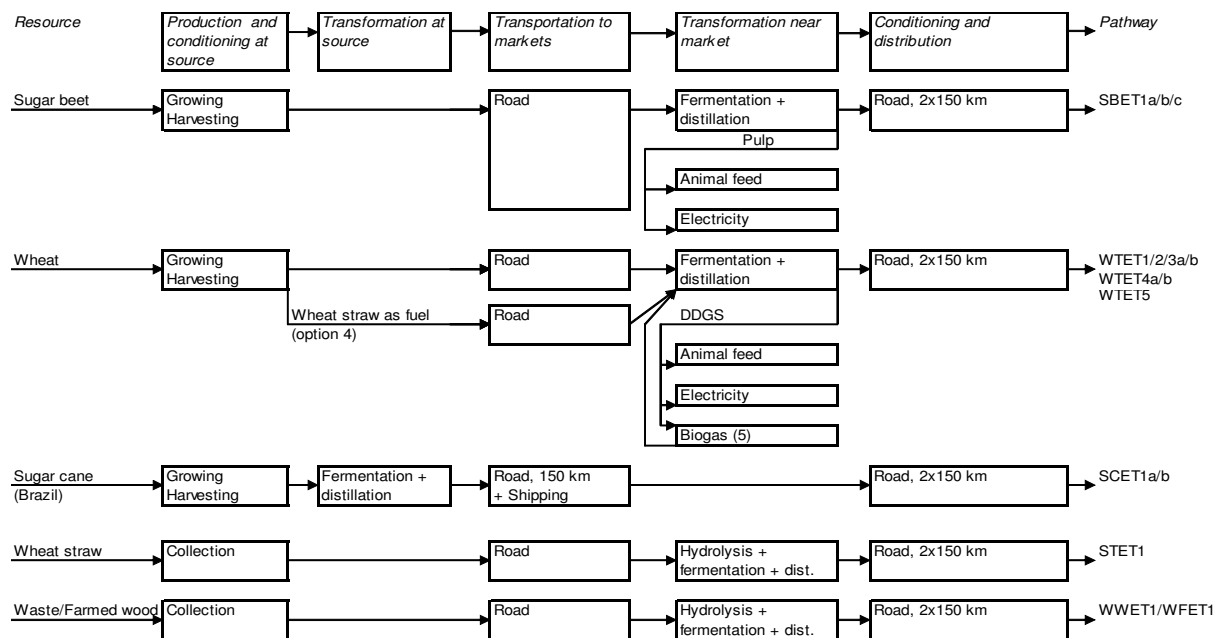 Resource
Production and
conditioning at
source
Transformation at
source
Transportation to
markets
Transformation near
market
Conditioning and
distribution
Pathway
Sugar beet
Growing
Harvesting
Road
Fermentation +
distillation
Road, 2x150 km
SBET1a/b/c
Pulp
Animal feed
Electricity
Wheat
Growing
Harvesting
Road
Fermentation +
distillation
Road, 2x150 km
WTET1/2/3a/b
WTET4a/b
WTET5
Wheat straw as fuel
(option 4)
Road
DDGS
Animal feed
Electricity
Biogas (5)
Sugar cane
(Brazil)
Growing
Harvesting
Fermentation +
distillation
Road, 150 km
+ Shipping
Road, 2x150 km
SCET1a/b
Wheat straw
Collection
Road
Hydrolysis +
fermentation + dist.
Road, 2x150 km
STET1
Waste/Farmed wood
Collection
Road
Hydrolysis +
fermentation + dist.
Road, 2x150 km
WWET1/WFET1